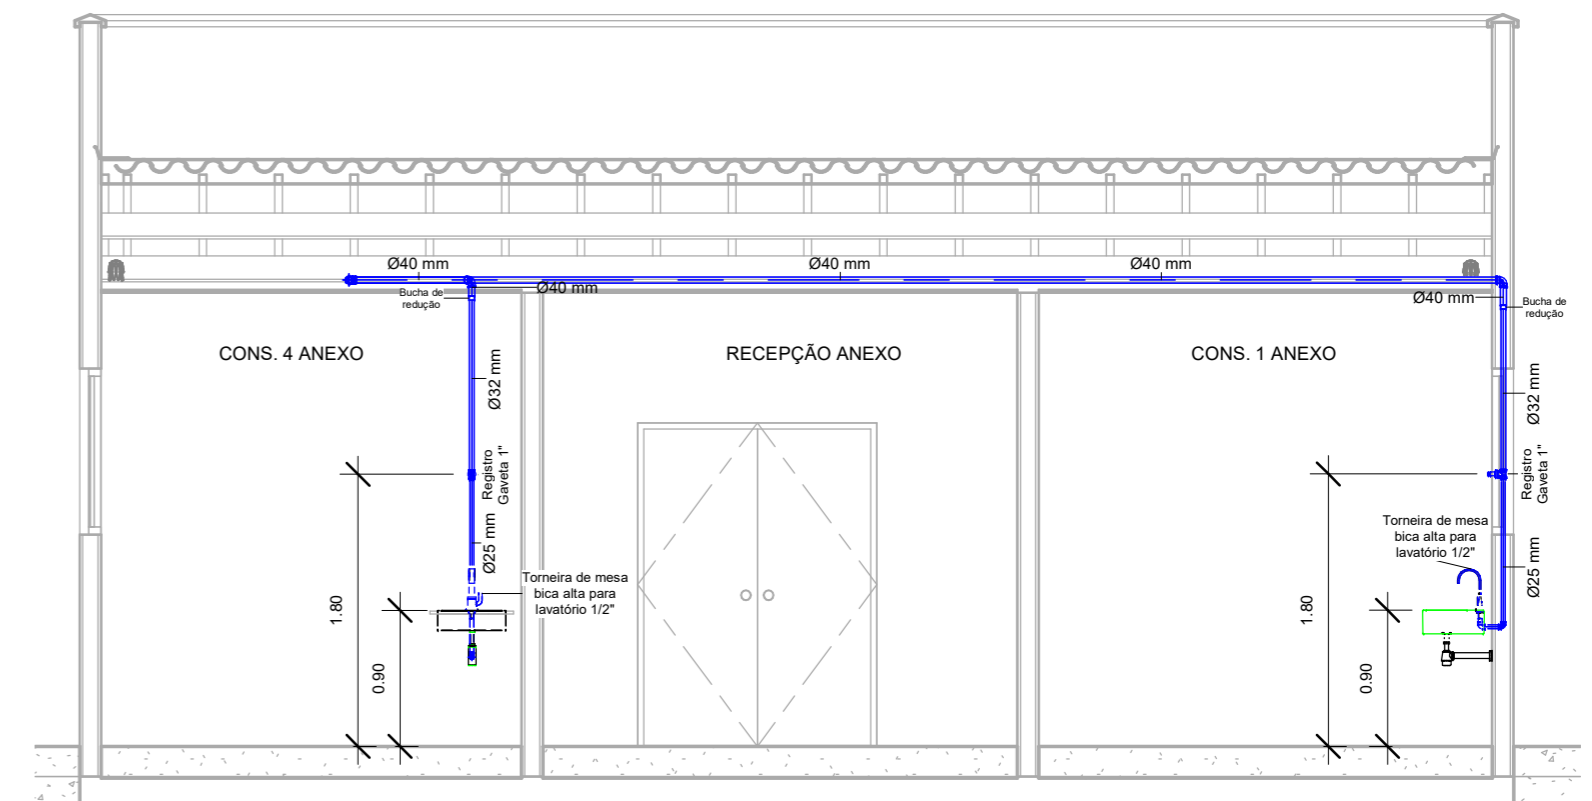 Ø40 mm
Ø40 mm
Ø40 mm
Bucha de
redução
Ø40 mm
Ø40 mm
Bucha de
redução
CONS. 4 ANEXO
RECEPÇÃO ANEXO
CONS. 1 ANEXO
Ø32 mm
Registro
Gaveta 1"
Ø25 mm
Torneira de mesa
bica alta para
lavatório 1/2"
1.80
0.90
Ø32 mm
Registro
Gaveta 1"
Torneira de mesa
bica alta para
lavatório 1/2"
Ø25 mm
1.80
0.90